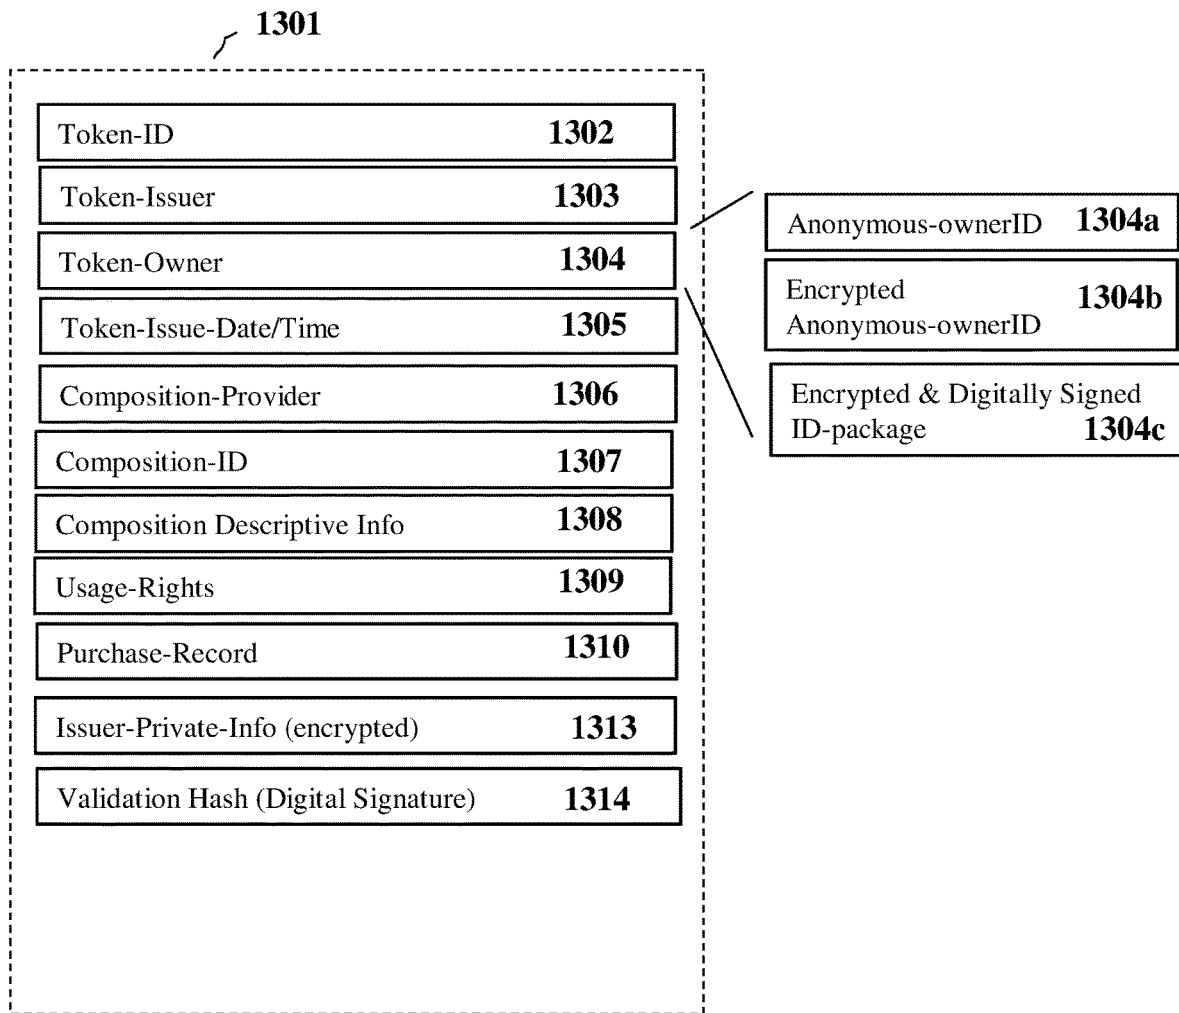 1301
Token-ID 1302
Token-Issuer 1303
Token-Owner 1304
Token-Issue-Date/Time 1305
Composition-Provider 1306
Composition-ID 1307
Composition Descriptive Info 1308
Usage-Rights 1309
Purchase-Record 1310
Issuer-Private-Info (encrypted) 1313
Validation Hash (Digital Signature) 1314
Anonymous-ownerID 1304a
Encrypted 1304b
Anonymous-ownerID
Encrypted & Digitally Signed
ID-package 1304c